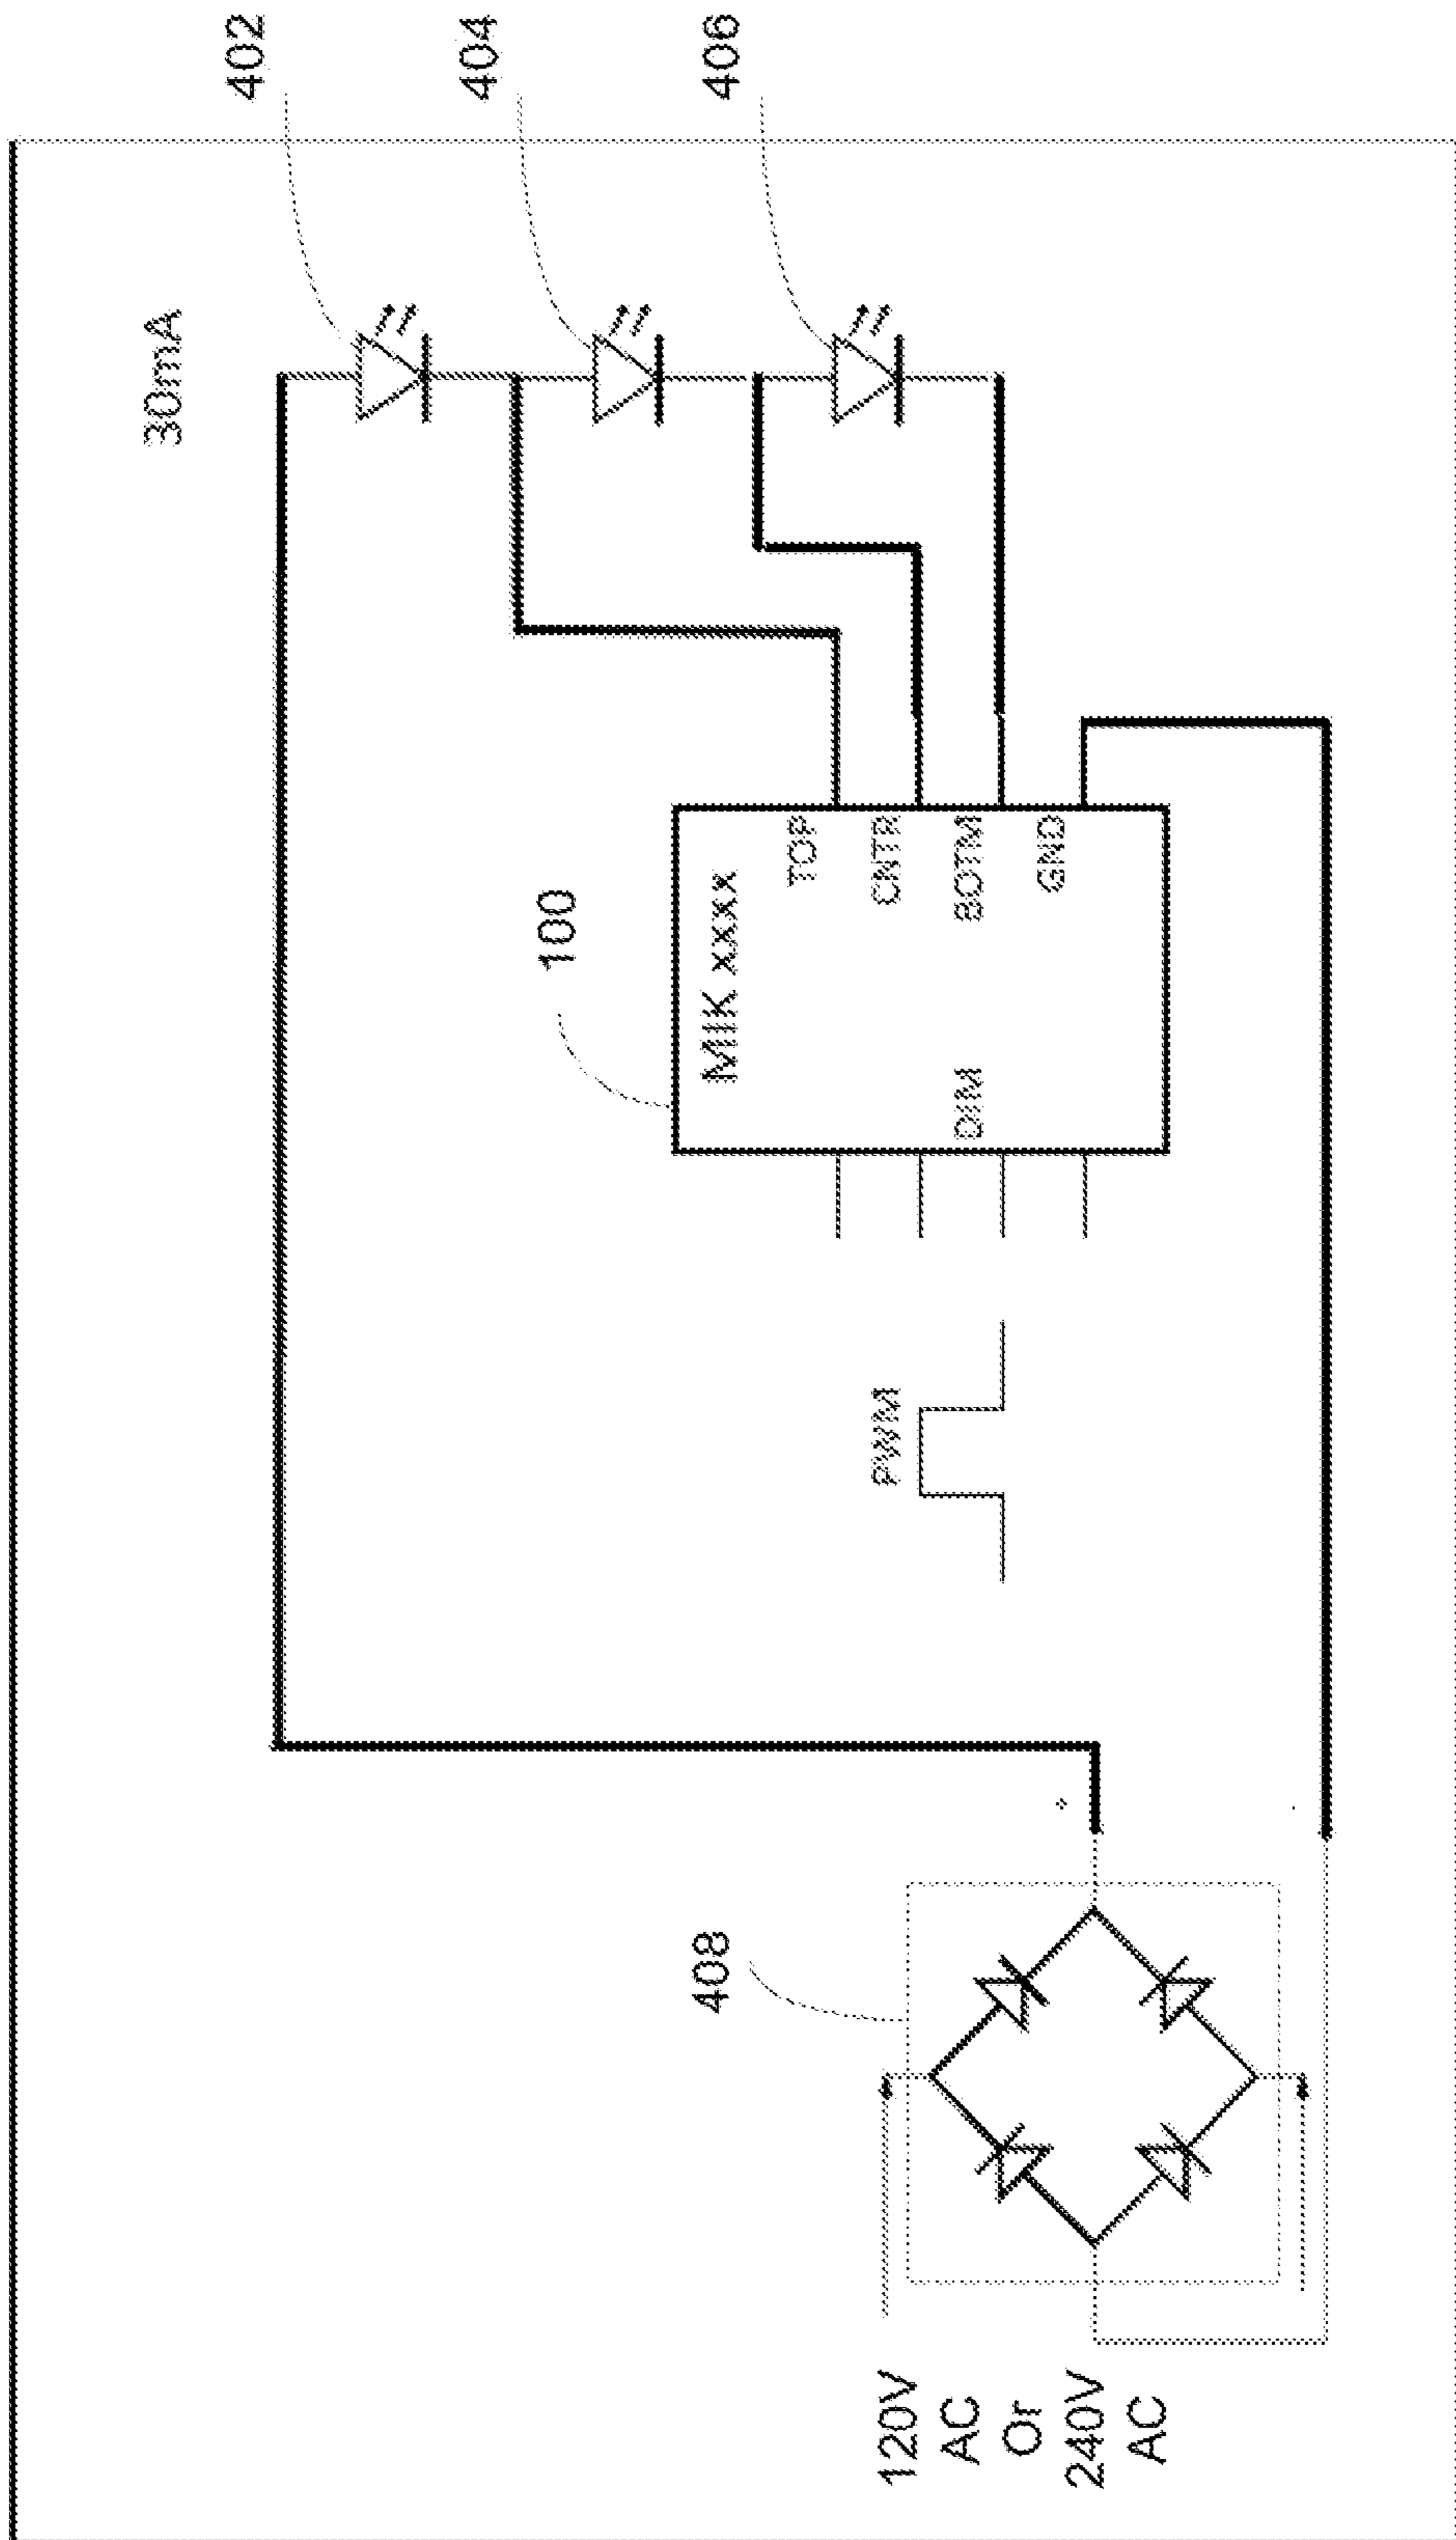 30mA
402
404
406
100
MIK xxxx
TOP
CNTR
BOTM
GND
DIM
PWM
408
120V
AC
Or
240V
AC